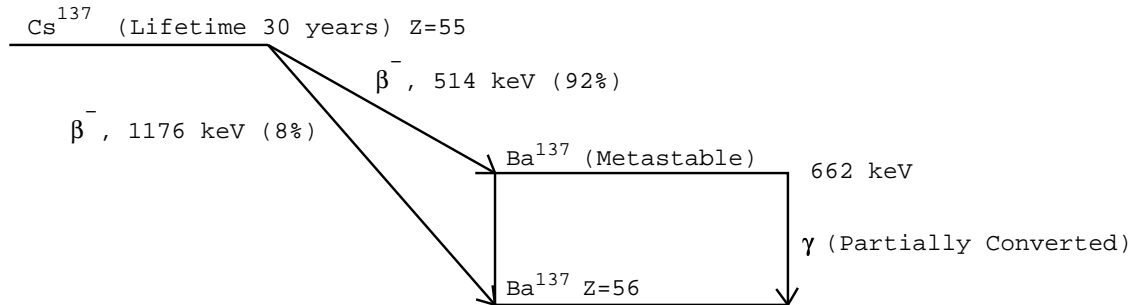 Cs¹³⁷ (Lifetime 30 years) Z=55
β⁻, 514 keV (92%)
β⁻, 1176 keV (8%)
Ba¹³⁷ (Metastable)
662 keV
γ (Partially Converted)
Ba¹³⁷ Z=56